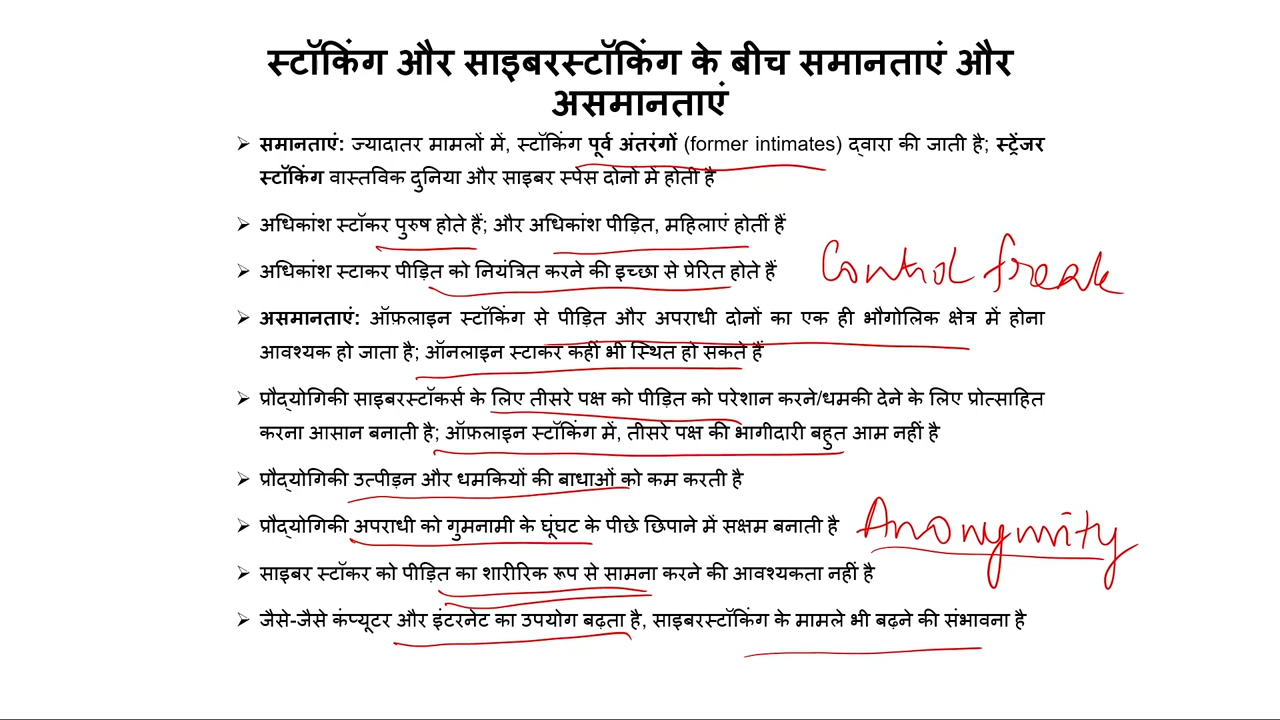 स्टॉकिंग और साइबरस्टॉकिंग के बीच समानताएं और
असमानताएं
➢ समानताएं: ज्यादातर मामलों में, स्टॉकिंग पूर्व अंतरंगों (former intimates) द्वारा की जाती है; स्ट्रेंजर
स्टॉकिंग वास्तविक दुनिया और साइबर स्पेस दोनों में होती है
➢ अधिकांश स्टॉकर पुरुष होते हैं; और अधिकांश पीड़ित, महिलाएं होतीं हैं
➢ अधिकांश स्टाकर पीड़ित को नियंत्रित करने की इच्छा से प्रेरित होते हैं
Control freak
➢ असमानताएं: ऑफ़लाइन स्टॉकिंग से पीड़ित और अपराधी दोनों का एक ही भौगोलिक क्षेत्र में होना
आवश्यक हो जाता है; ऑनलाइन स्टाकर कहीं भी स्थित हो सकते हैं
➢ प्रौद्योगिकी साइबरस्टॉकर्स के लिए तीसरे पक्ष को पीड़ित को परेशान करने/धमकी देने के लिए प्रोत्साहित
करना आसान बनाती है; ऑफ़लाइन स्टॉकिंग में, तीसरे पक्ष की भागीदारी बहुत आम नहीं है
➢ प्रौद्योगिकी उत्पीड़न और धमकियों की बाधाओं को कम करती है
➢ प्रौद्योगिकी अपराधी को गुमनामी के घूंघट के पीछे छिपाने में सक्षम बनाती है
Anonymity
➢ साइबर स्टॉकर को पीड़ित का शारीरिक रूप से सामना करने की आवश्यकता नहीं है
➢ जैसे-जैसे कंप्यूटर और इंटरनेट का उपयोग बढ़ता है, साइबरस्टॉकिंग के मामले भी बढ़ने की संभावना है